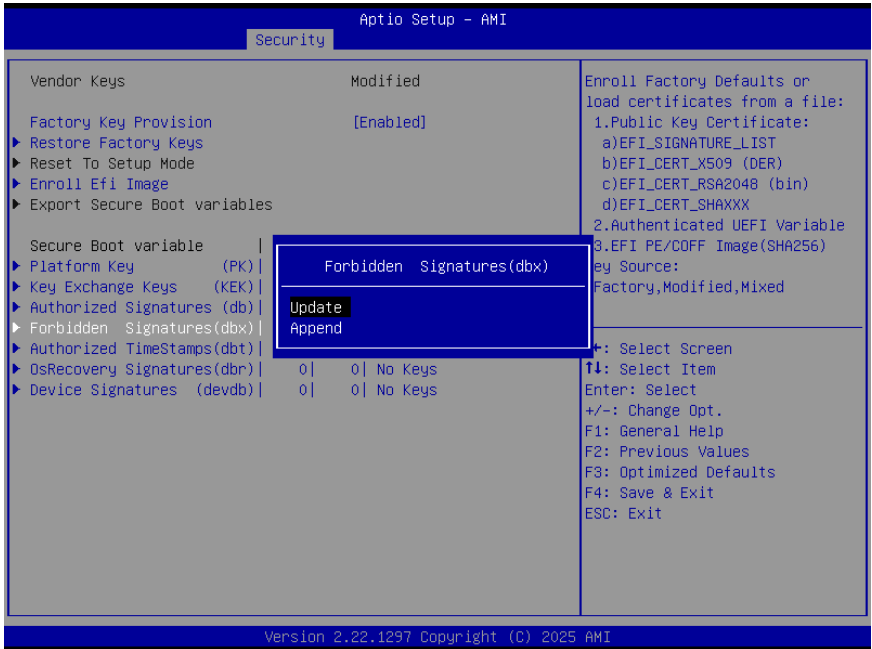 Aptio Setup – AMI
Security
Vendor Keys Modified
Factory Key Provision [Enabled]
Restore Factory Keys
Reset To Setup Mode
Enroll Efi Image
Export Secure Boot variables
Secure Boot variable |
Platform Key (PK)|
Key Exchange Keys (KEK)|
Authorized Signatures (db)|
Forbidden Signatures(dbx)|
Authorized TimeStamps(dbt)|
OsRecovery Signatures(dbr)| 0| 0| No Keys
Device Signatures (devdb)| 0| 0| No Keys
Forbidden Signatures(dbx)
Update
Append
Enroll Factory Defaults or
load certificates from a file:
1.Public Key Certificate:
a)EFI_SIGNATURE_LIST
b)EFI_CERT_X509 (DER)
c)EFI_CERT_RSA2048 (bin)
d)EFI_CERT_SHAXXX
2.Authenticated UEFI Variable
3.EFI PE/COFF Image(SHA256)
ey Source:
Factory,Modified,Mixed
: Select Screen
↑↓: Select Item
Enter: Select
+/-: Change Opt.
F1: General Help
F2: Previous Values
F3: Optimized Defaults
F4: Save & Exit
ESC: Exit
Version 2.22.1297 Copyright (C) 2025 AMI